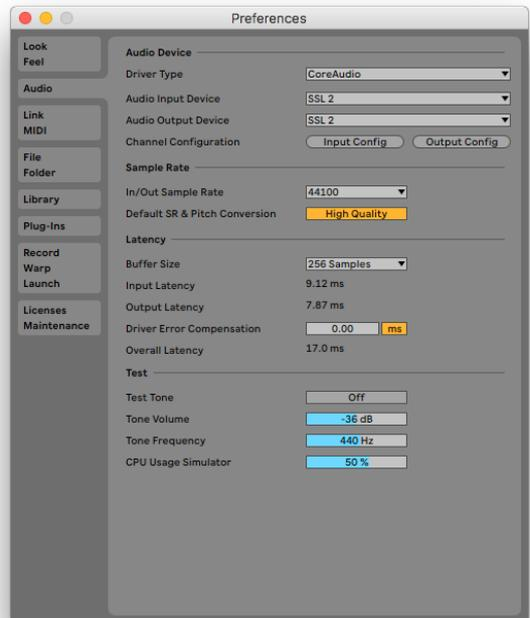 Preferences
Look
Feel
Audio
Link
MIDI
File
Folder
Library
Plug-Ins
Record
Warp
Launch
Licenses
Maintenance
Audio Device
Driver Type CoreAudio
Audio Input Device SSL 2
Audio Output Device SSL 2
Channel Configuration Input Config Output Config
Sample Rate
In/Out Sample Rate 44100
Default SR & Pitch Conversion High Quality
Latency
Buffer Size 256 Samples
Input Latency 9.12 ms
Output Latency 7.87 ms
Driver Error Compensation 0.00 ms
Overall Latency 17.0 ms
Test
Test Tone Off
Tone Volume -36 dB
Tone Frequency 440 Hz
CPU Usage Simulator 50 %